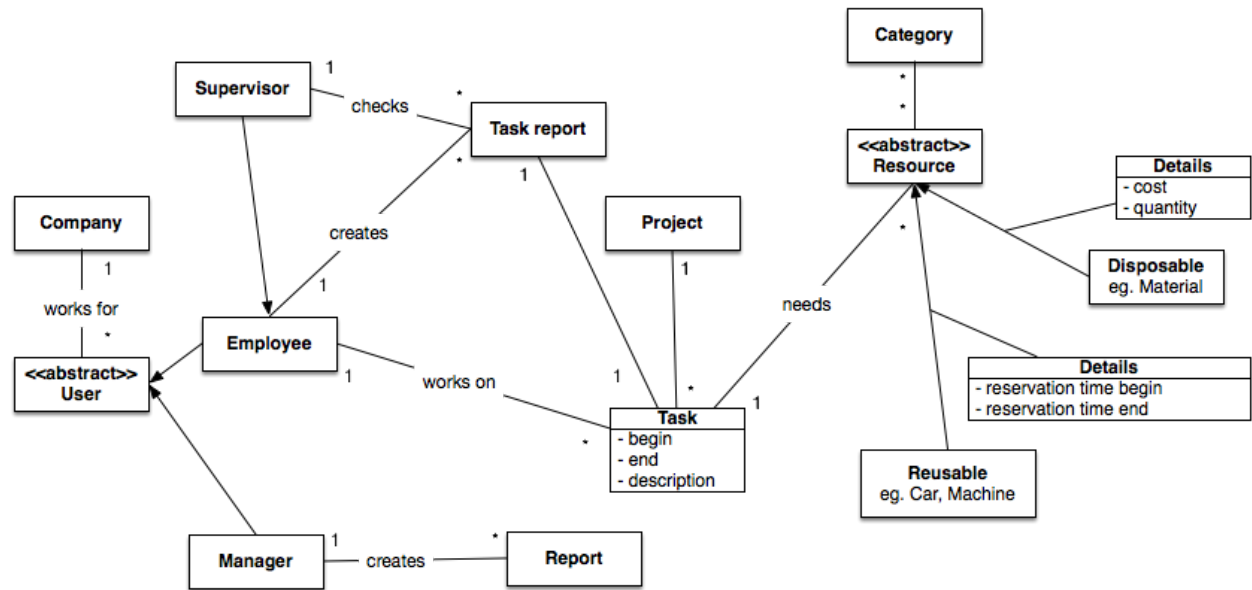 Category
Supervisor
1
checks
*
Task report
*
1
*
*
<<abstract>>
Resource
*
Details
- cost
- quantity
Company
1
works for
*
<<abstract>>
User
creates
1
Employee
1
works on
*
Project
1
*
1
1
needs
Task
- begin
- end
- description
Disposable
eg. Material
Details
- reservation time begin
- reservation time end
Reusable
eg. Car, Machine
Manager
1
creates
*
Report